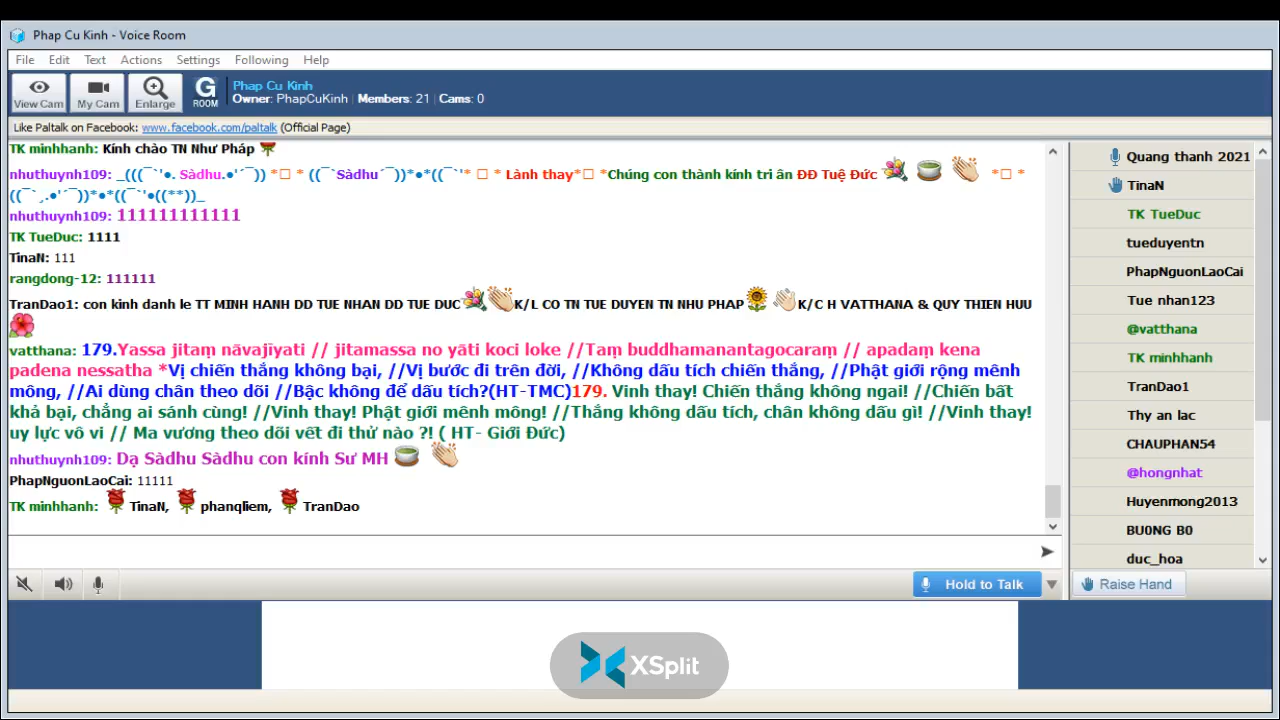 Phap Cu Kinh - Voice Room
File Edit Text Actions Settings Following Help
View Cam My Cam Enlarge G ROOM
Phap Cu Kinh
Owner: PhapCuKinh | Members: 21 | Cams: 0
Like Paltalk on Facebook: www.facebook.com/paltalk (Official Page)
TK minhhanh: Kính chào TN Như Pháp
nhuthuynh109: _(((¯`'●. Sàdhu.●'´¯)) *□ * ((¯`Sàdhu´¯))*●*((¯`'* □ * Lành thay*□ *Chúng con thành kính tri ân ĐĐ Tuệ Đức *□ *
((¯`¸.●'´¯))*●*((¯`'●((**))_
nhuthuynh109: 111111111111
TK TueDuc: 1111
TinaN: 111
rangdong-12: 111111
TranDao1: con kinh danh le TT MINH HANH DD TUE NHAN DD TUE DUC K/L CO TN TUE DUYEN TN NHU PHAP K/C H VATTHANA & QUY THIEN HUU
vatthana: 179.Yassa jitaṃ nāvajīyati // jitamassa no yāti koci loke //Taṃ buddhamanantagocaraṃ // apadaṃ kena
padena nessatha *Vị chiến thắng không bại, //Vị bước đi trên đời, //Không dấu tích chiến thắng, //Phật giới rộng mênh
mông, //Ai dùng chân theo dõi //Bậc không để dấu tích?(HT-TMC)179. Vinh thay! Chiến thắng không ngai! //Chiến bất
khả bại, chẳng ai sánh cùng! //Vinh thay! Phật giới mênh mông! //Thắng không dấu tích, chân không dấu gì! //Vinh thay!
uy lực vô vi // Ma vương theo dõi vết đi thử nào ?! ( HT- Giới Đức)
nhuthuynh109: Dạ Sàdhu Sàdhu con kính Sư MH
PhapNguonLaoCai: 11111
TK minhhanh: TinaN, phanqliem, TranDao
Quang thanh 2021
TinaN
TK TueDuc
tueduyentn
PhapNguonLaoCai
Tue nhan123
@vatthana
TK minhhanh
TranDao1
Thy an lac
CHAUPHAN54
@hongnhat
Huyenmong2013
BU0NG B0
duc_hoa
Hold to Talk
Raise Hand
XSplit